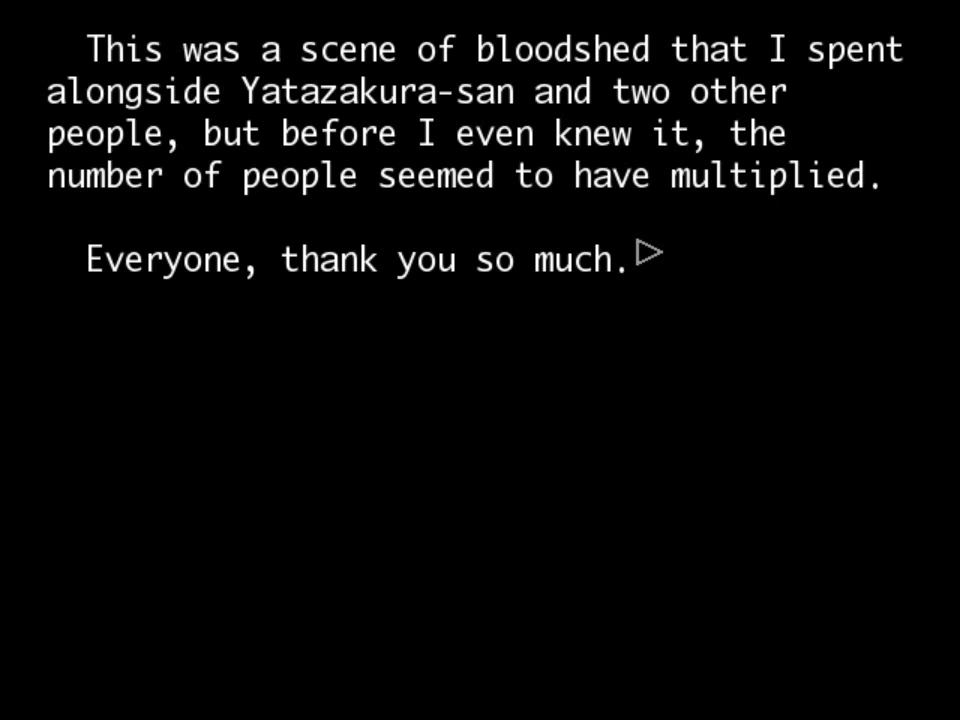 This was a scene of bloodshed that I spent
alongside Yatazakura-san and two other
people, but before I even knew it, the
number of people seemed to have multiplied.
Everyone, thank you so much.